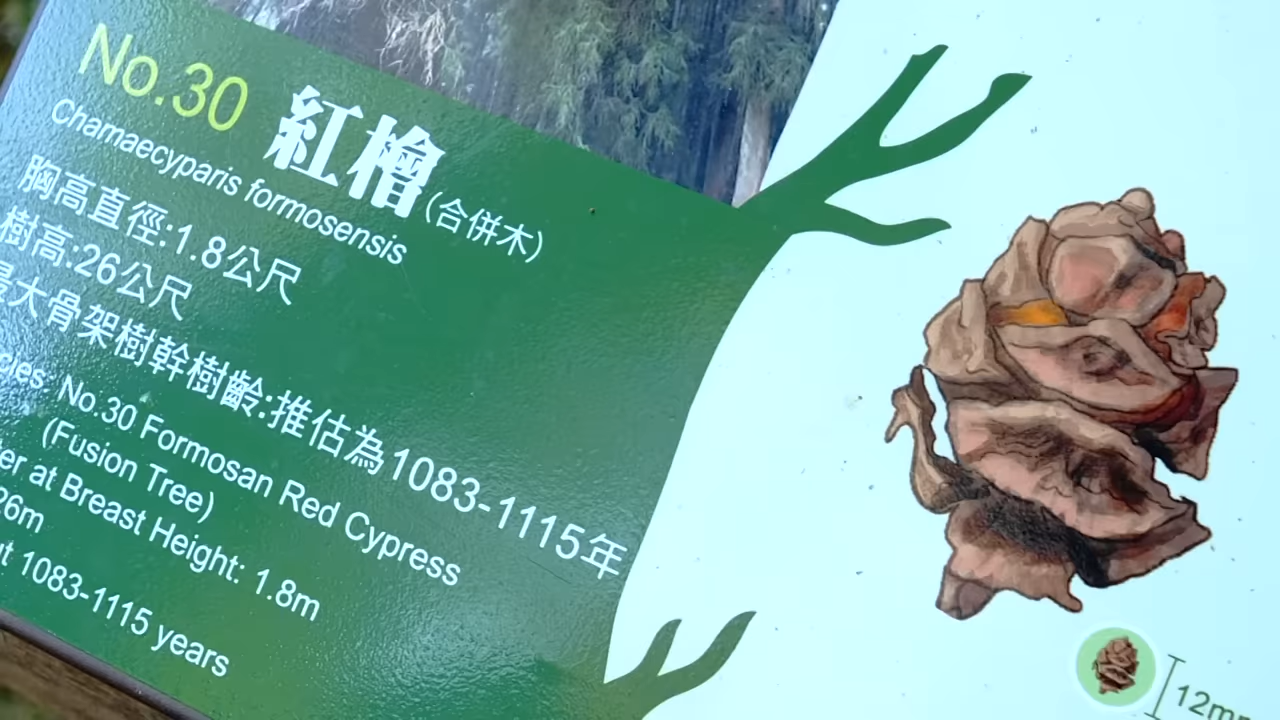 No.30 紅檜(合併木)
Chamaecyparis formosensis
胸高直徑:1.8公尺
樹高:26公尺
大骨架樹幹樹齡:推估為1083-1115年
No.30 Formosan Red Cypress
(Fusion Tree)
at Breast Height: 1.8m
26m
1083-1115 years